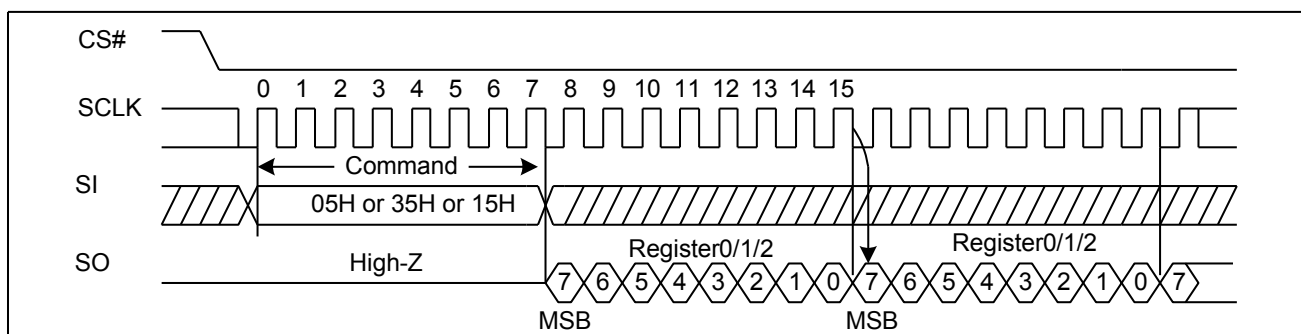 CS#
0 1 2 3 4 5 6 7 8 9 10 11 12 13 14 15
SCLK
Command
SI
05H or 35H or 15H
Register0/1/2 Register0/1/2
SO
High-Z
7 6 5 4 3 2 1 0 7 6 5 4 3 2 1 0 7
MSB MSB